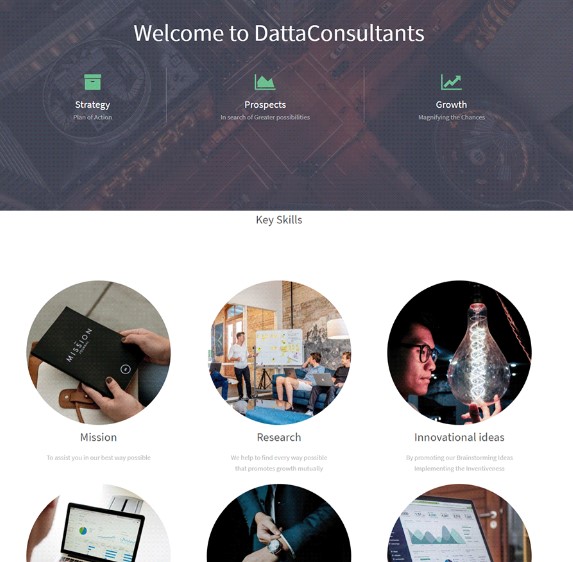 Welcome to DattaConsultants
Strategy
Prospects
Growth
Plan of Action
In search of Greater possibilities
Magnifying the Chances
Key Skills
MISSION
Mission
Research
Innovational ideas
To assist you in our best way possible
We help to find every way possible
that promotes growth mutually
By promoting our Brainstorming ideas
Implementing the Inventiveness